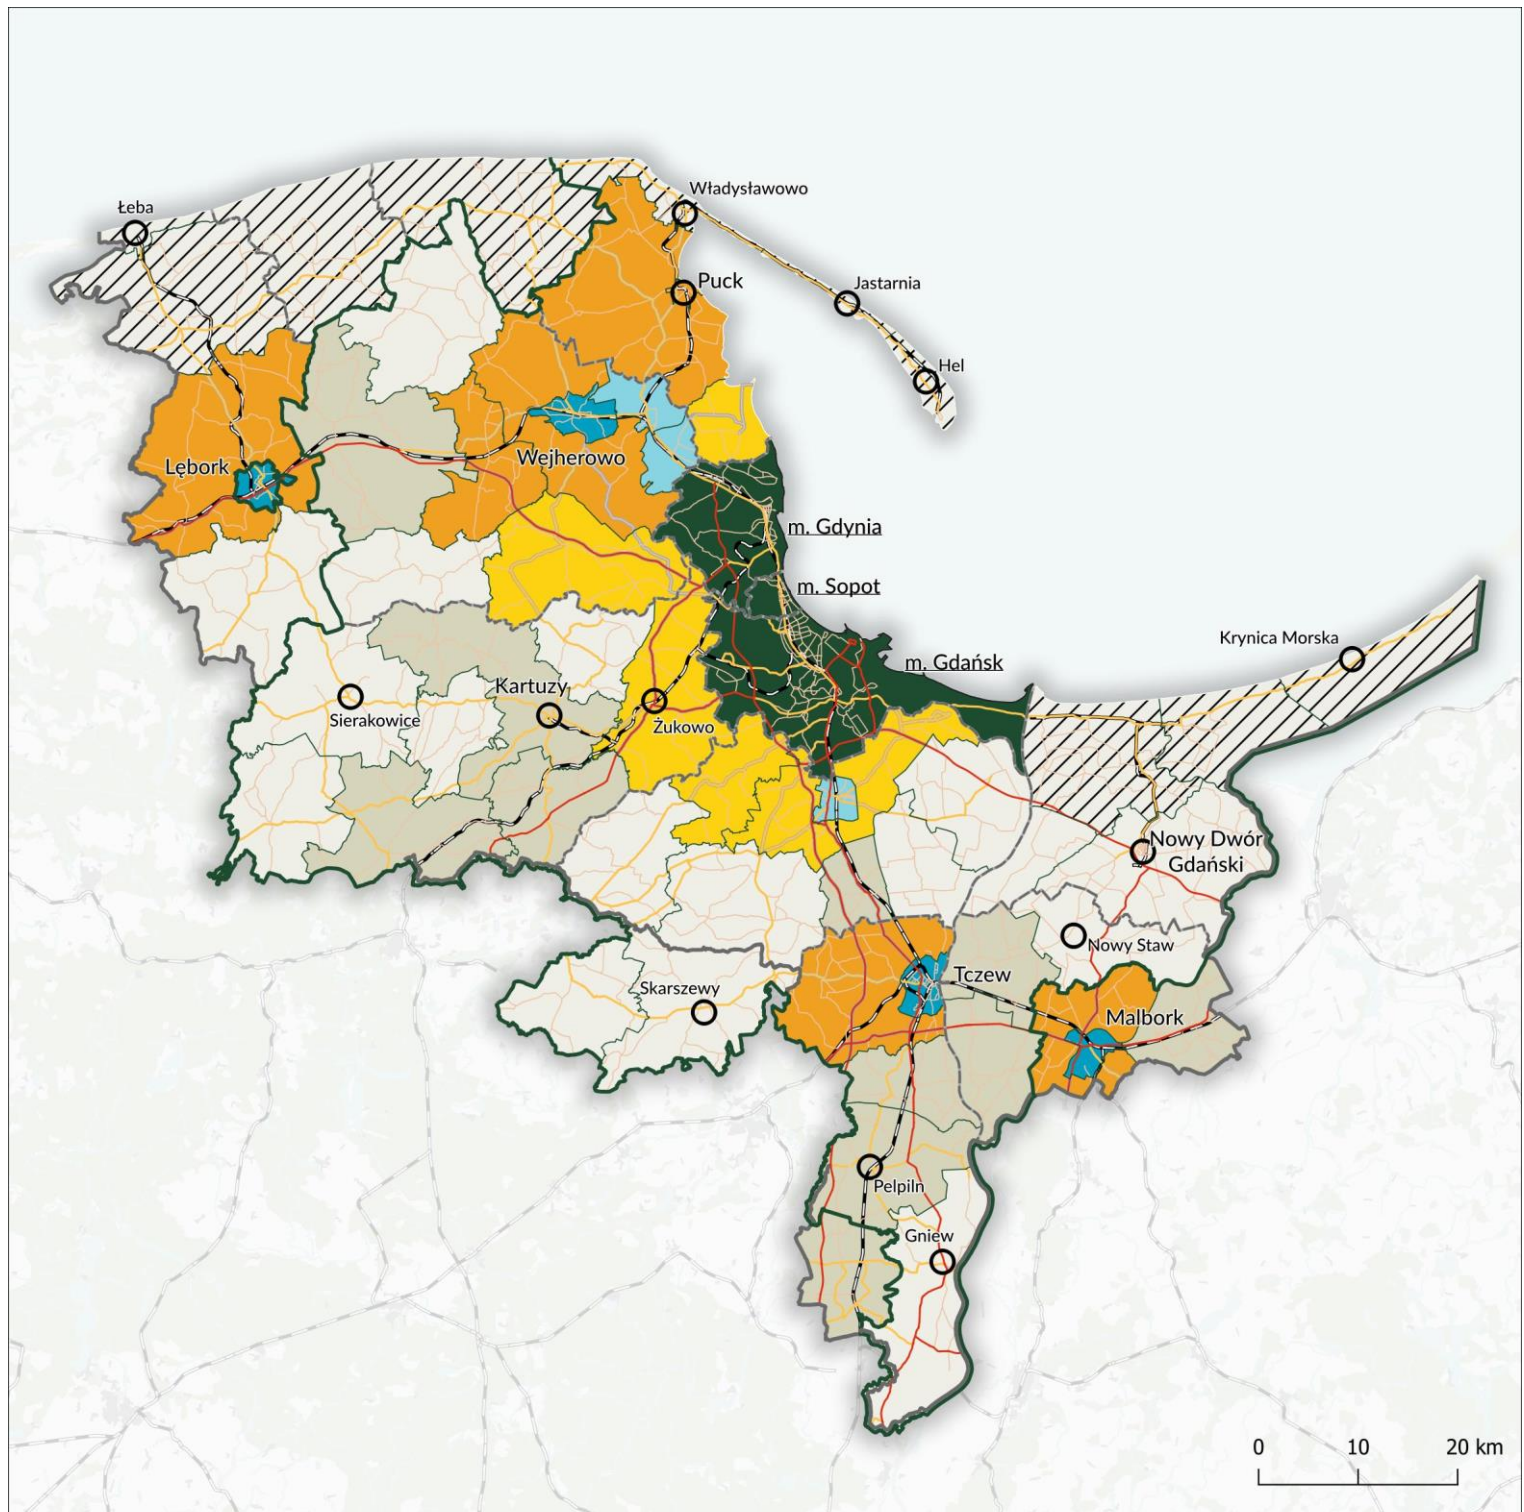 Władysławowo
Łeba
Puck
Jastarnia
Hel
Lębork
Wejherowo
m. Gdynia
m. Sopot
Krynica Morska
m. Gdańsk
Kartuzy
Sierakowice
Żukowo
Nowy Dwór
Gdański
Nowy Staw
Tczew
Skarszewy
Malbork
Pelpiln
Gniew
0 10 20 km